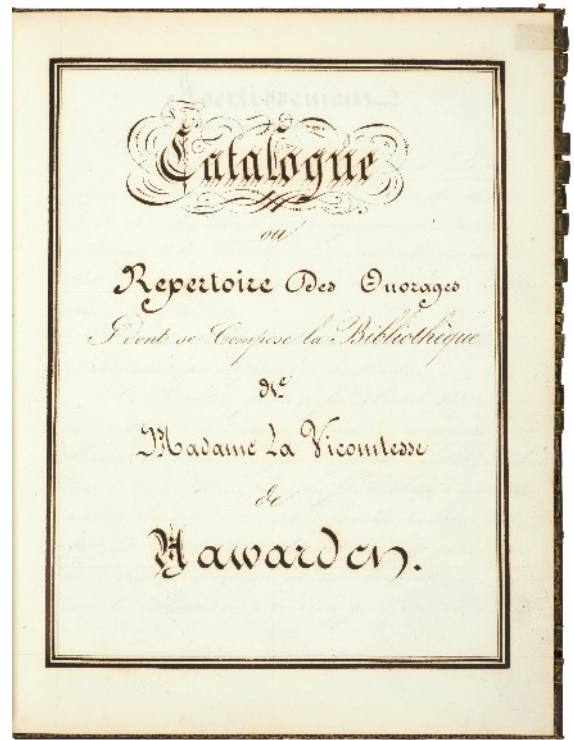 Catalogue
ou
Repertoire Des Ouvrages
dont se Compose la Bibliothèque
de
Madame La Vicomtesse
de
Hawarden.